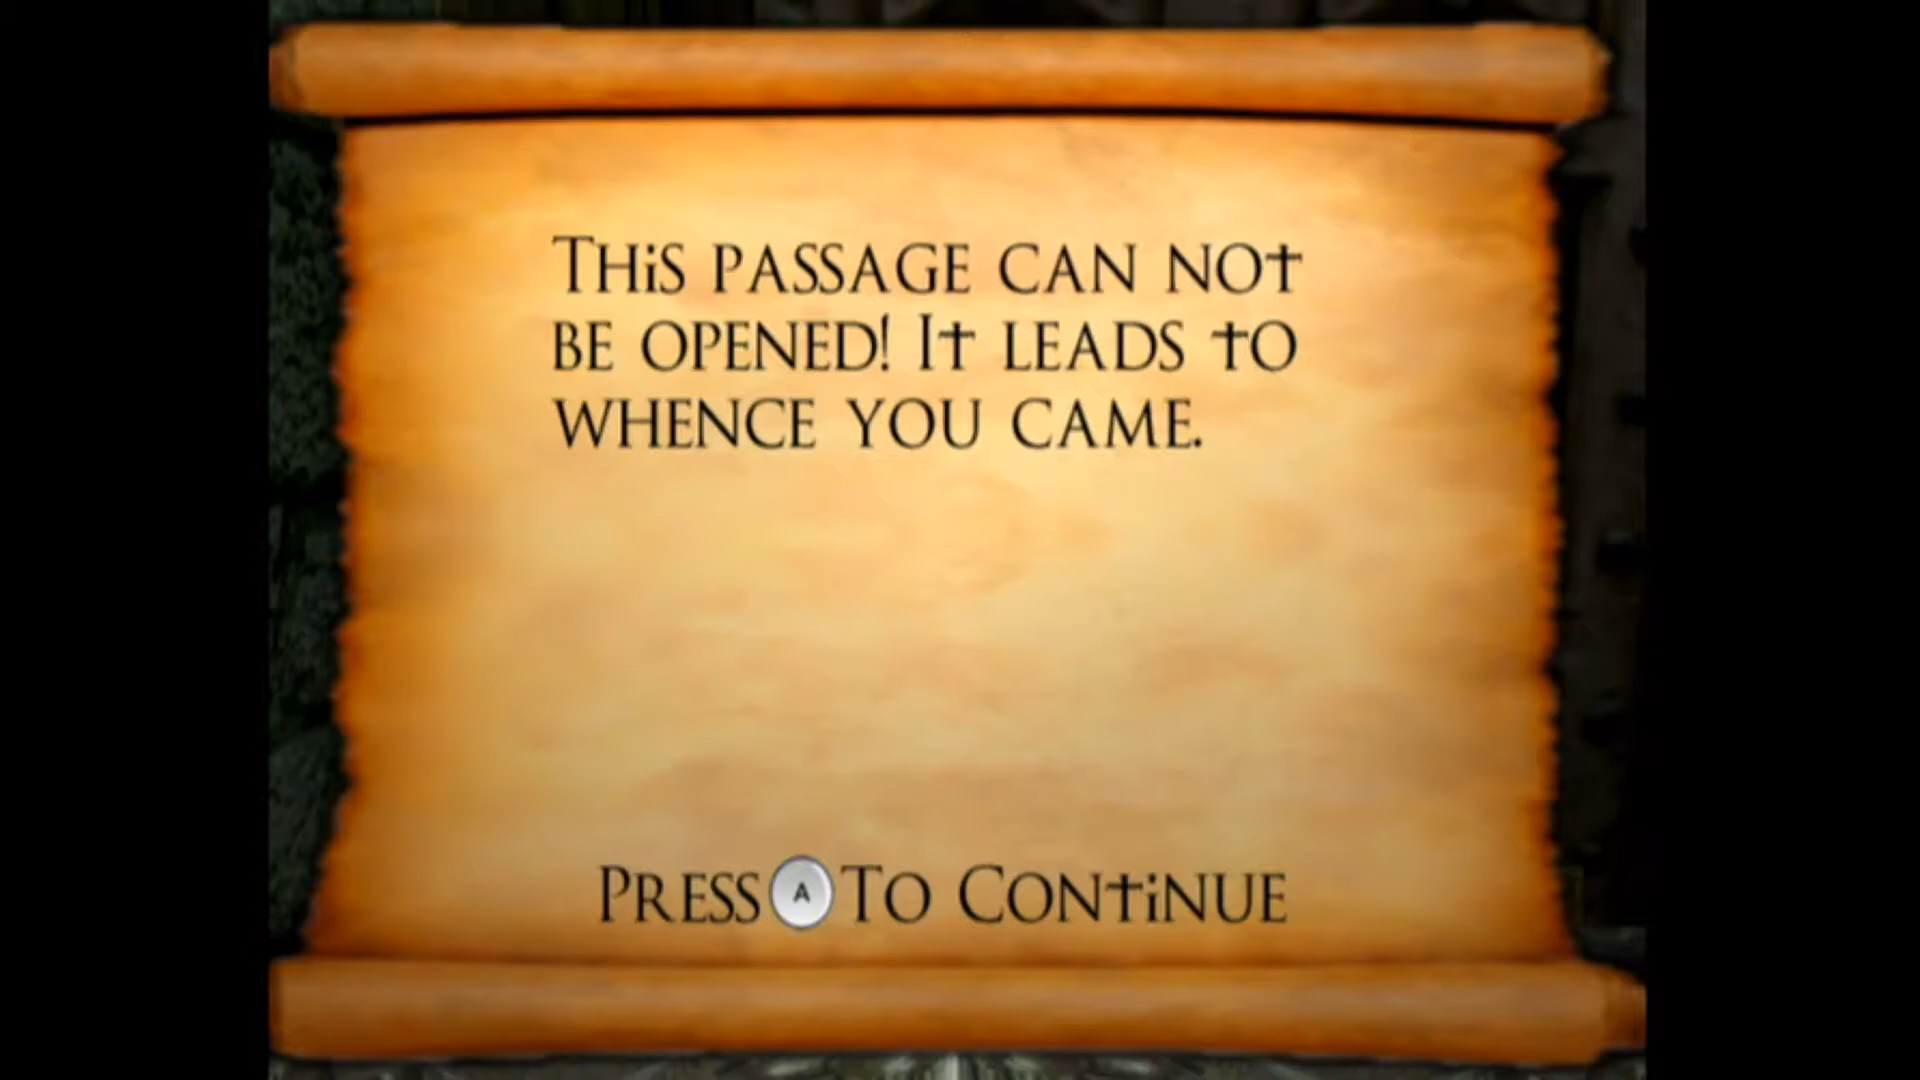 This passage can not
be opened! It leads to
whence you came.
Press A To Continue